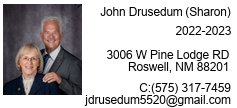 John Drusedum (Sharon)
2022-2023
3006 W Pine Lodge RD
Roswell, NM 88201
C:(575) 317-7459
jdrusedum5520@gmail.com